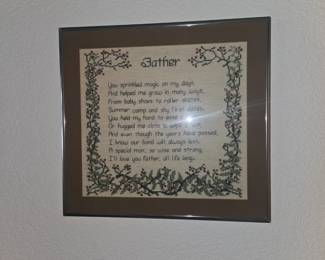 Father
You sprinkled magic on my days
And helped me grow in many ways,
From baby shoes to roller skates,
Summer camp and shy first dates.
You held my hand to ease
Or hugged me close to
And even though the years have passed,
I know our bond will always last,
A special man, so wise and strong,
I'll love you father, all life long.